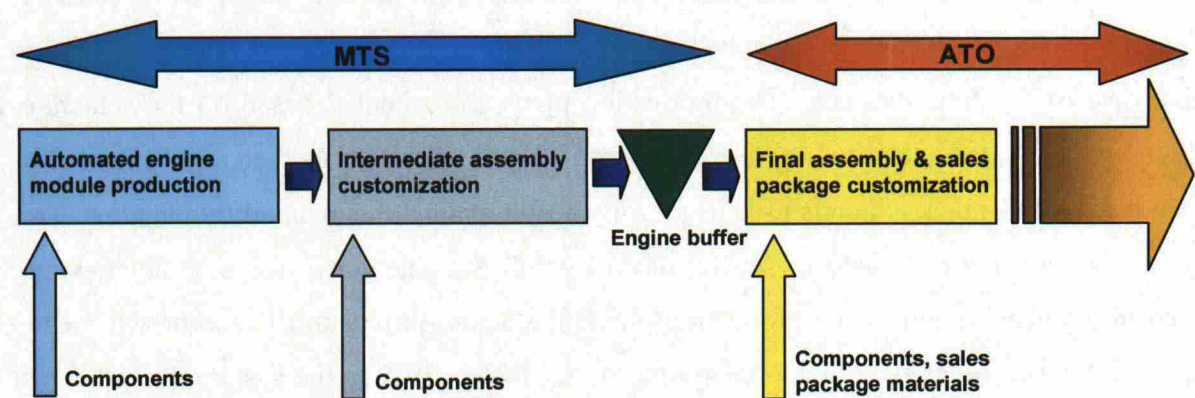 MTS
ATO
Automated engine
module production
Intermediate assembly
customization
Final assembly & sales
package customization
Engine buffer
Components
Components
Components, sales
package materials